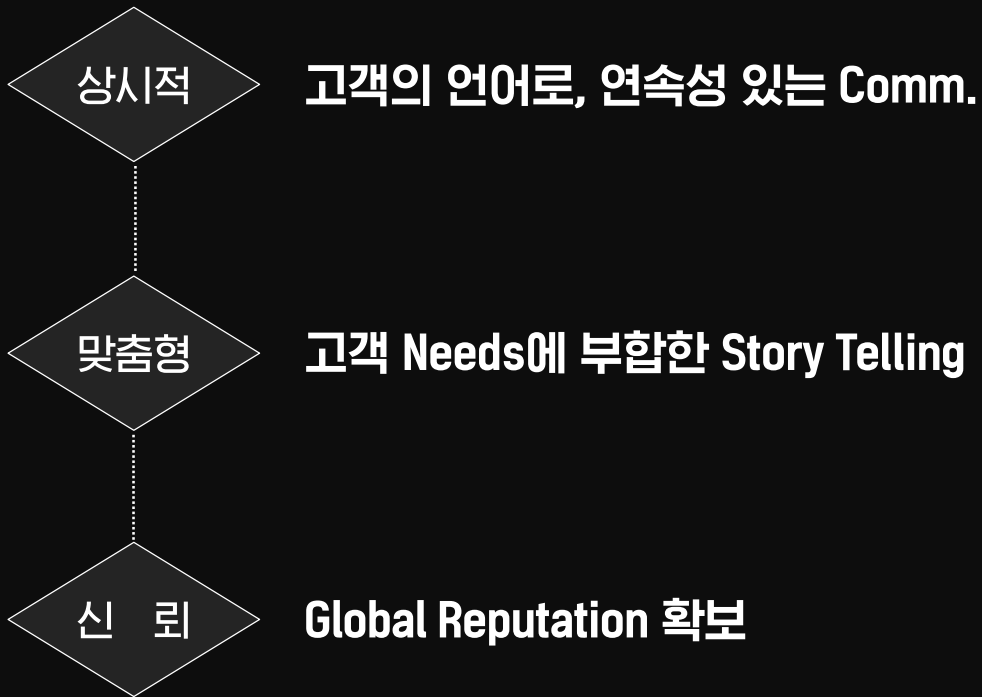 상시적
고객의 언어로, 연속성 있는 Comm.
맞춤형
고객 Needs에 부합한 Story Telling
신 뢰
Global Reputation 확보